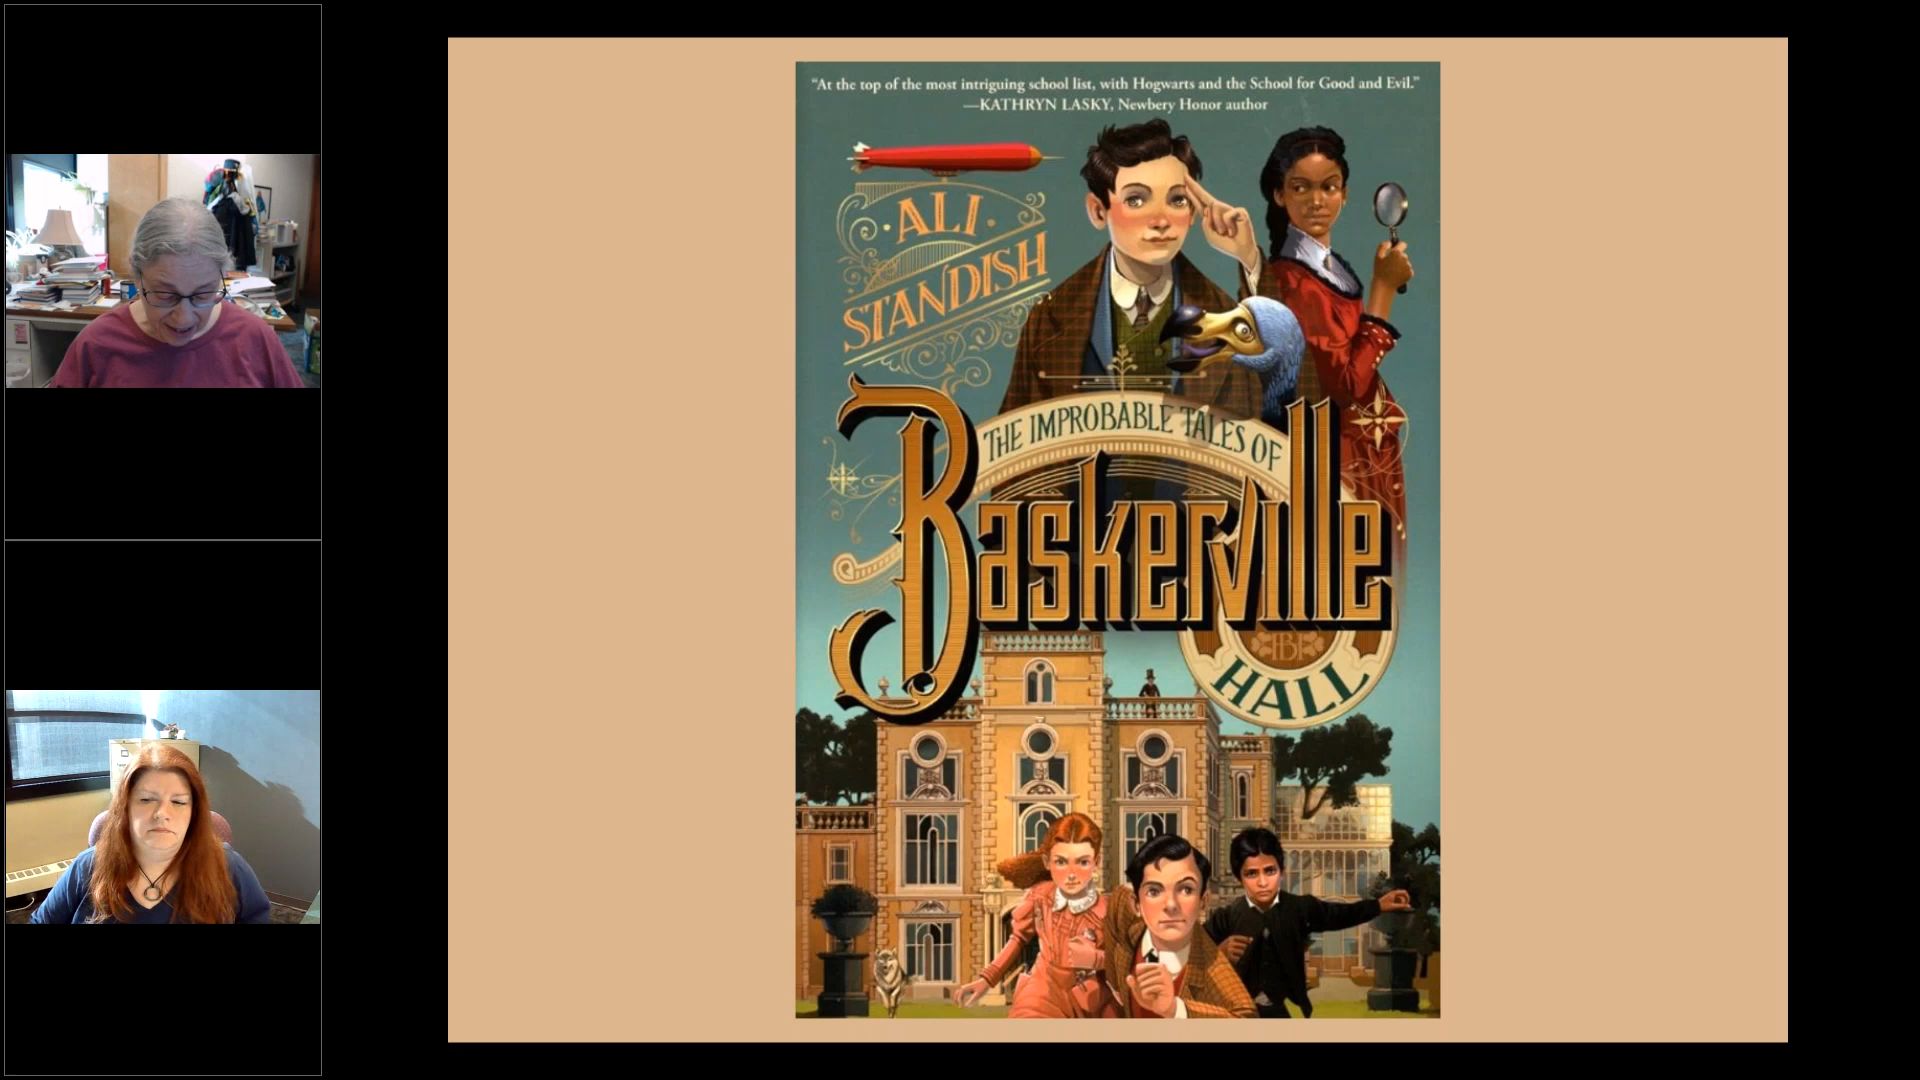 “At the top of the most intriguing school list, with Hogwarts and the School for Good and Evil.”
—KATHRYN LASKY, Newbery Honor author
·ALI·
STANDISH
THE IMPROBABLE TALES OF
Baskerville
HALL